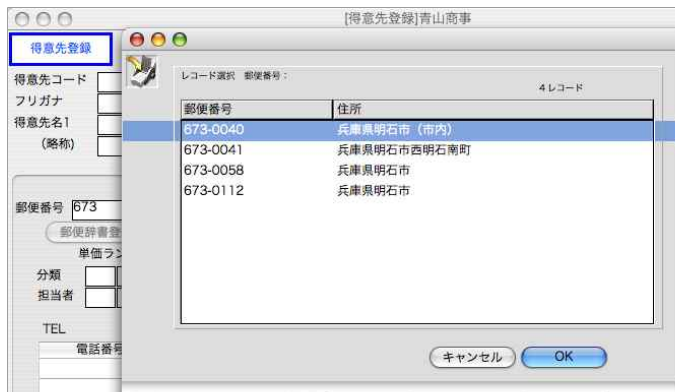 [得意先登録]青山商事
得意先登録
得意先コード
フリガナ
得意先名1
(略称)
郵便番号 673
郵便辞書登
単価ラン
分類
担当者
TEL
電話番号
レコード選択 郵便番号:
4レコード
郵便番号 住所
673-0040 兵庫県明石市(市内)
673-0041 兵庫県明石市西明石南町
673-0058 兵庫県明石市
673-0112 兵庫県明石市
キャンセル OK